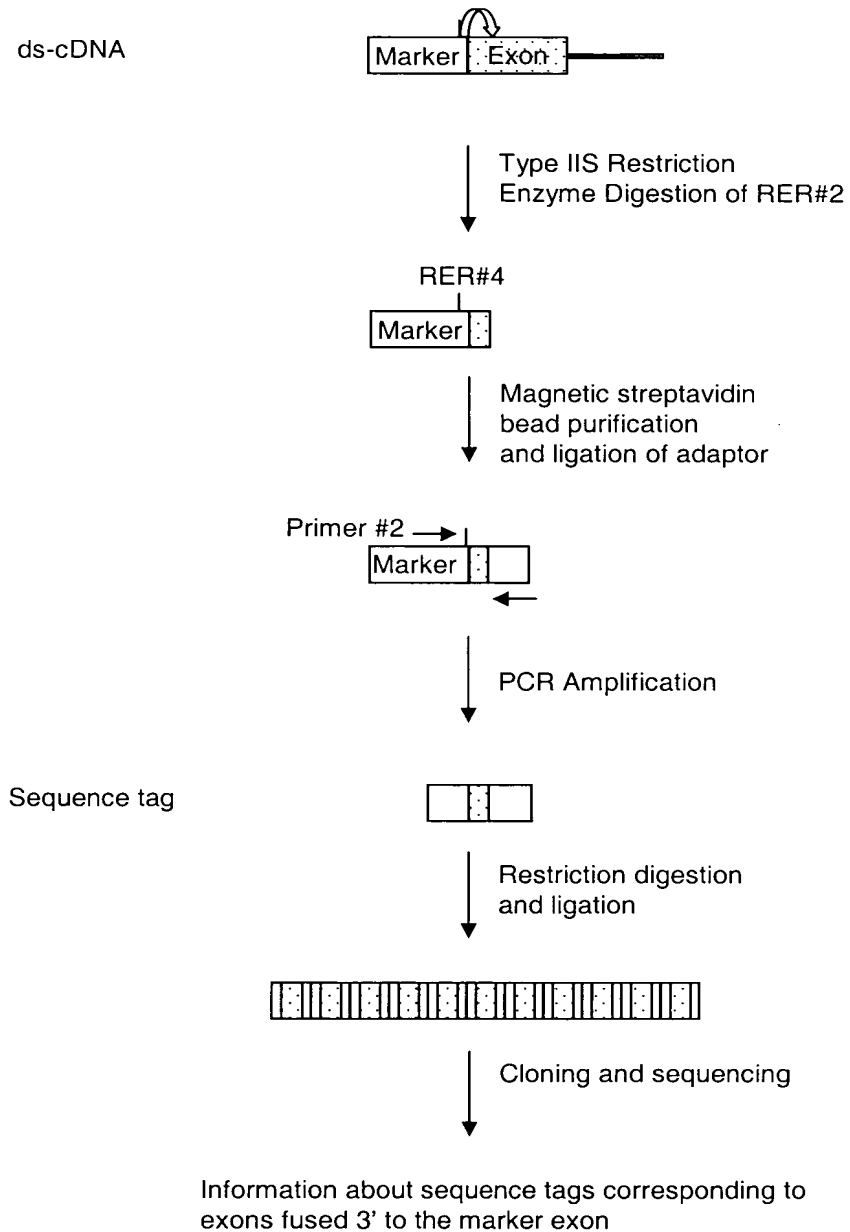 ds-cDNA
Marker Exon
Type IIS Restriction
Enzyme Digestion of RER#2
RER#4
Marker
Magnetic streptavidin
bead purification
and ligation of adaptor
Primer #2
Marker
PCR Amplification
Sequence tag
Restriction digestion
and ligation
Cloning and sequencing
Information about sequence tags corresponding to
exons fused 3' to the marker exon